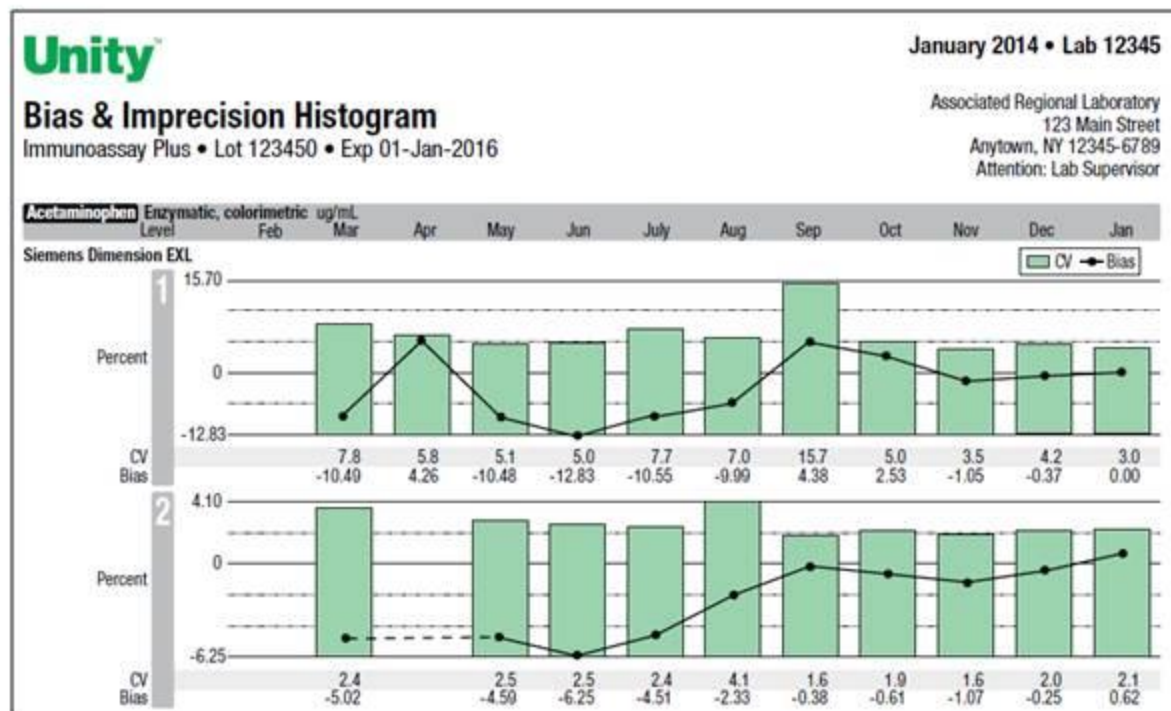 Unity™
January 2014 • Lab 12345
Bias & Imprecision Histogram
Immunoassay Plus • Lot 123450 • Exp 01-Jan-2016
Associated Regional Laboratory
123 Main Street
Anytown, NY 12345-6789
Attention: Lab Supervisor
Acetaminophen Enzymatic, colorimetric ug/mL
Level Feb Mar Apr May Jun July Aug Sep Oct Nov Dec Jan
Siemens Dimension EXL
CV Bias
1
15.70
Percent
0
-12.83
CV 7.8 5.8 5.1 5.0 7.7 7.0 15.7 5.0 3.5 4.2 3.0
Bias -10.49 4.26 -10.48 -12.83 -10.55 -9.99 4.38 2.53 -1.05 -0.37 0.00
2
4.10
0
Percent
-6.25
CV 2.4 2.5 2.5 2.4 4.1 1.6 1.9 1.6 2.0 2.1
Bias -5.02 -4.59 -6.25 -4.51 -2.33 -0.38 -0.61 -1.07 -0.25 0.62